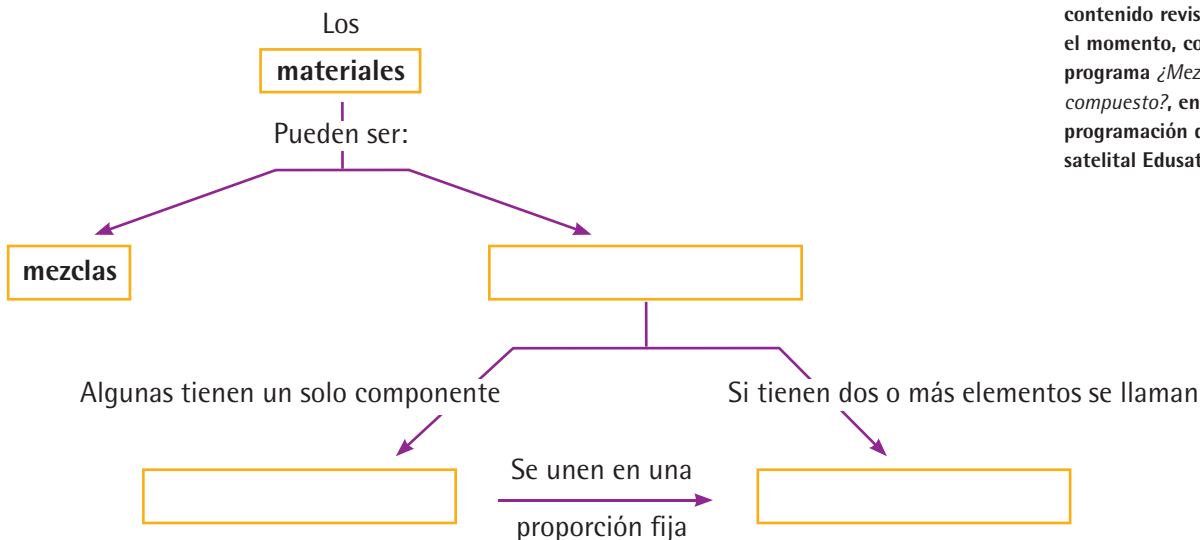 Los
materiales
Pueden ser:
mezclas
Algunas tienen un solo componente
Si tienen dos o más elementos se llaman
Se unen en una
proporción fija
contenido revis
el momento, co
programa ¿Mez
compuesto?, en
programación d
satelital Edusat